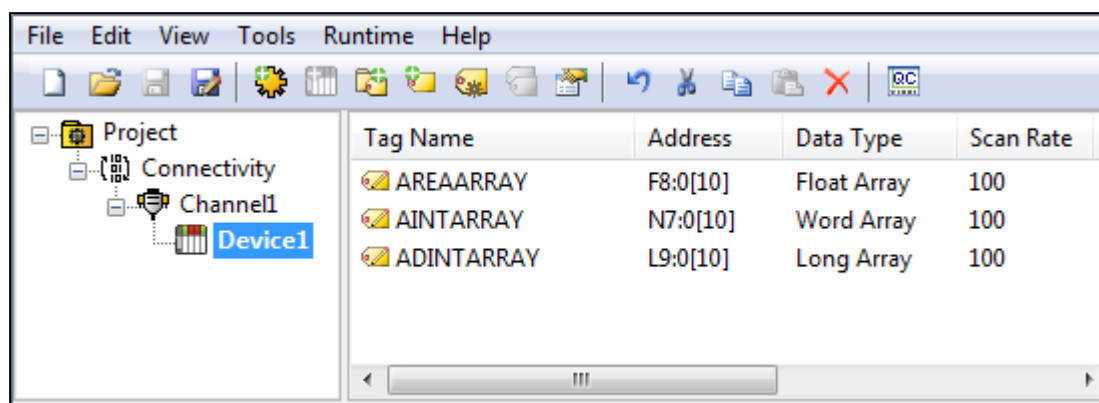 File Edit View Tools Runtime Help
QC
Project
Connectivity
Channel1
Device1
Tag Name Address Data Type Scan Rate
AREAARRAY F8:0[10] Float Array 100
AINTARRAY N7:0[10] Word Array 100
ADINTARRAY L9:0[10] Long Array 100